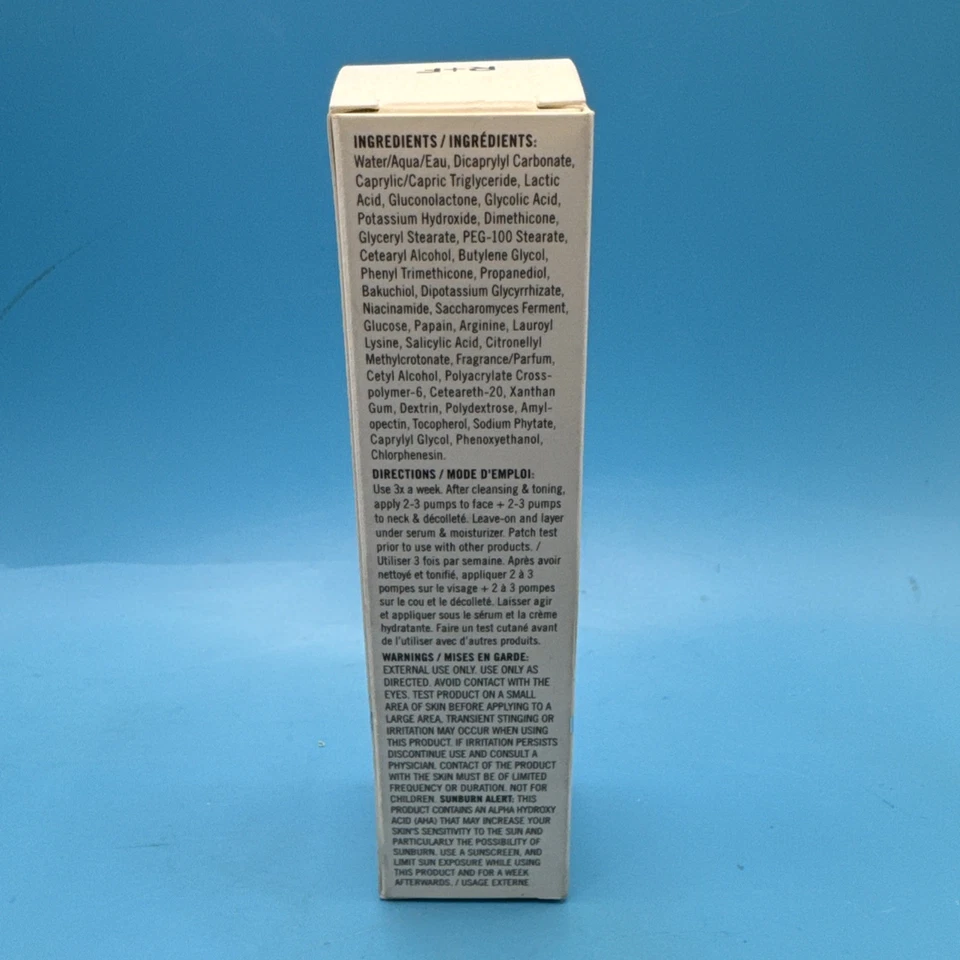 R+F
INGREDIENTS / INGRÉDIENTS:
Water/Aqua/Eau, Dicaprylyl Carbonate,
Caprylic/Capric Triglyceride, Lactic
Acid, Gluconolactone, Glycolic Acid,
Potassium Hydroxide, Dimethicone,
Glyceryl Stearate, PEG-100 Stearate,
Cetearyl Alcohol, Butylene Glycol,
Phenyl Trimethicone, Propanediol,
Bakuchiol, Dipotassium Glycyrrhizate,
Niacinamide, Saccharomyces Ferment,
Glucose, Papain, Arginine, Lauroyl
Lysine, Salicylic Acid, Citronellyl
Methylcrotonate, Fragrance/Parfum,
Cetyl Alcohol, Polyacrylate Cross-
polymer-6, Ceteareth-20, Xanthan
Gum, Dextrin, Polydextrose, Amyl-
opectin, Tocopherol, Sodium Phytate,
Caprylyl Glycol, Phenoxyethanol,
Chlorphenesin.
DIRECTIONS / MODE D'EMPLOI:
Use 3x a week. After cleansing & toning,
apply 2-3 pumps to face + 2-3 pumps
to neck & décolleté. Leave-on and layer
under serum & moisturizer. Patch test
prior to use with other products. /
Utiliser 3 fois par semaine. Après avoir
nettoyé et tonifié, appliquer 2 à 3
pompes sur le visage + 2 à 3 pompes
sur le cou et le décolleté. Laisser agir
et appliquer sous le sérum et la crème
hydratante. Faire un test cutané avant
de l'utiliser avec d'autres produits.
WARNINGS / MISES EN GARDE:
EXTERNAL USE ONLY. USE ONLY AS
DIRECTED. AVOID CONTACT WITH THE
EYES. TEST PRODUCT ON A SMALL
AREA OF SKIN BEFORE APPLYING TO A
LARGE AREA. TRANSIENT STINGING OR
IRRITATION MAY OCCUR WHEN USING
THIS PRODUCT. IF IRRITATION PERSISTS
DISCONTINUE USE AND CONSULT A
PHYSICIAN. CONTACT OF THE PRODUCT
WITH THE SKIN MUST BE OF LIMITED
FREQUENCY OR DURATION. NOT FOR
CHILDREN. SUNBURN ALERT: THIS
PRODUCT CONTAINS AN ALPHA HYDROXY
ACID (AHA) THAT MAY INCREASE YOUR
SKIN'S SENSITIVITY TO THE SUN AND
PARTICULARLY THE POSSIBILITY OF
SUNBURN. USE A SUNSCREEN, AND
LIMIT SUN EXPOSURE WHILE USING
THIS PRODUCT AND FOR A WEEK
AFTERWARDS. / USAGE EXTERNE